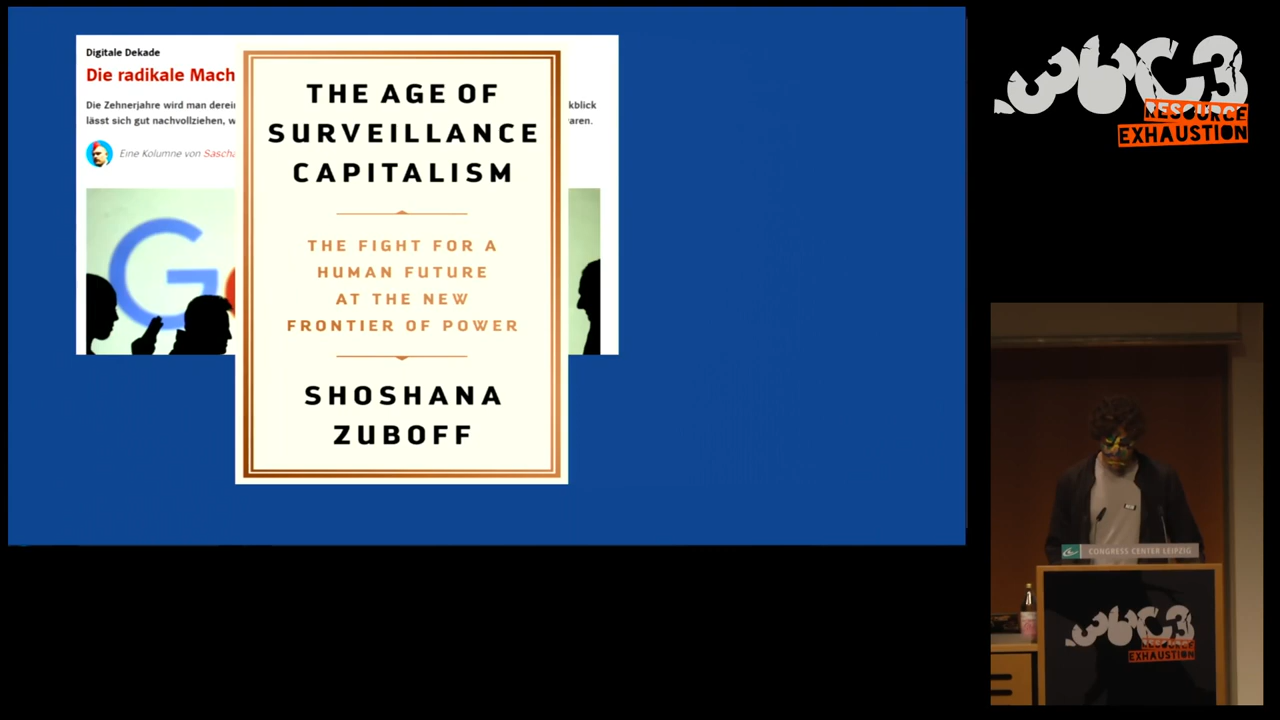 Digitale Dekade
Die radikale Mach
Die Zehnerjahre wird man derein
kblick
lässt sich gut nachvollziehen, w
aren.
Eine Kolumne von Sascha
THE AGE OF
SURVEILLANCE
CAPITALISM
THE FIGHT FOR A
HUMAN FUTURE
AT THE NEW
FRONTIER OF POWER
SHOSHANA
ZUBOFF
36C3
RESOURCE
EXHAUSTION
CONGRESS CENTER LEIPZIG
36C3
RESOURCE
EXHAUSTION